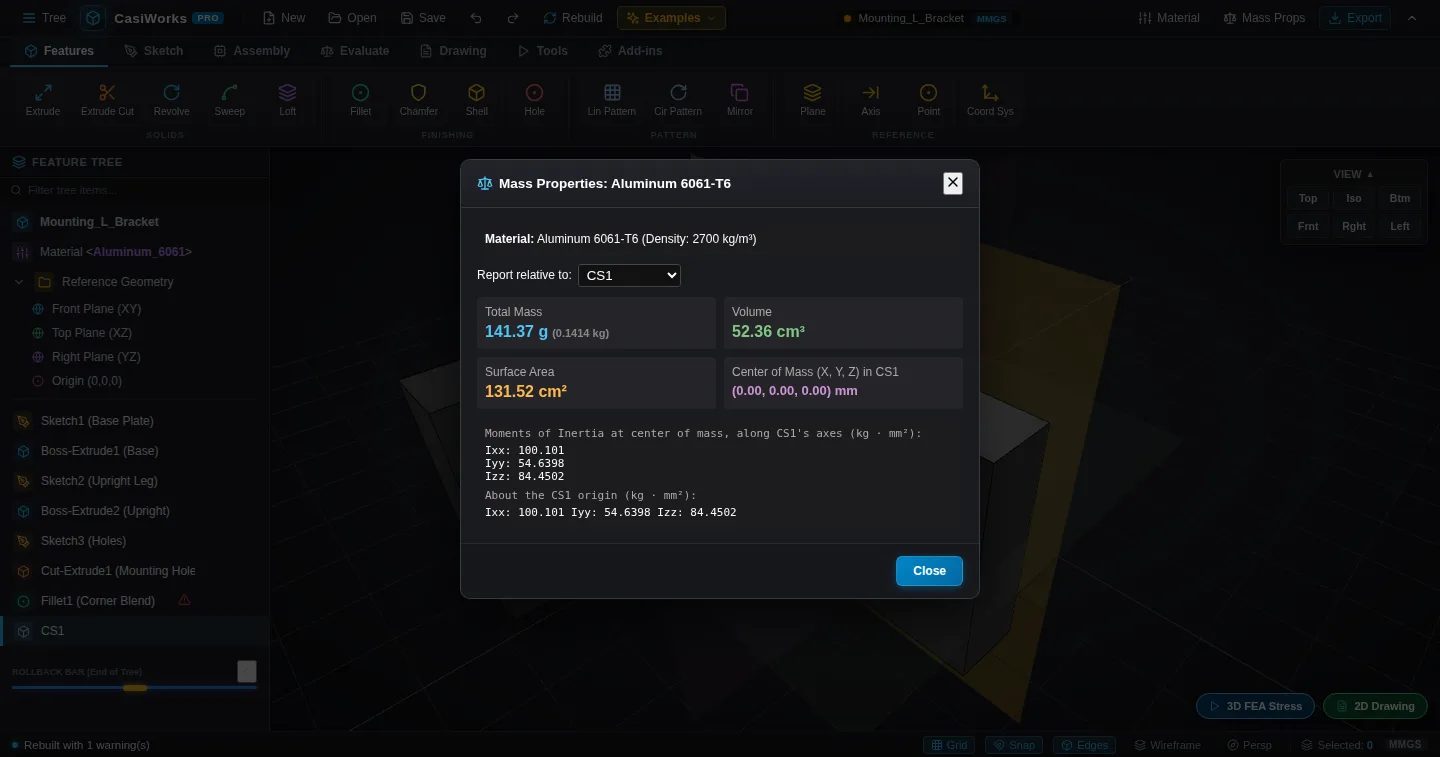 Tree CasiWorks PRO New Open Save Rebuild Examples Mounting_L_Bracket MMGS Material Mass Props Export
Features Sketch Assembly Evaluate Drawing Tools Add-ins
Extrude Extrude Cut Revolve Sweep Loft Fillet Chamfer Shell Hole Lin Pattern Cir Pattern Mirror Plane Axis Point Coord Sys
SOLIDS FINISHING PATTERN REFERENCE
FEATURE TREE
Filter tree items...
Mounting_L_Bracket
Material <Aluminum_6061>
Reference Geometry
Front Plane (XY)
Top Plane (XZ)
Right Plane (YZ)
Origin (0,0,0)
Sketch1 (Base Plate)
Boss-Extrude1 (Base)
Sketch2 (Upright Leg)
Boss-Extrude2 (Upright)
Sketch3 (Holes)
Cut-Extrude1 (Mounting Hole
Fillet1 (Corner Blend)
CS1
ROLLBACK BAR (End of Tree)
Mass Properties: Aluminum 6061-T6
Material: Aluminum 6061-T6 (Density: 2700 kg/m³)
Report relative to: CS1
Total Mass
141.37 g (0.1414 kg)
Volume
52.36 cm³
Surface Area
131.52 cm²
Center of Mass (X, Y, Z) in CS1
(0.00, 0.00, 0.00) mm
Moments of Inertia at center of mass, along CS1's axes (kg · mm²):
Ixx: 100.101
Iyy: 54.6398
Izz: 84.4502
About the CS1 origin (kg · mm²):
Ixx: 100.101 Iyy: 54.6398 Izz: 84.4502
Close
VIEW ▲
Top Iso Btm
Frnt Rght Left
3D FEA Stress 2D Drawing
Rebuilt with 1 warning(s) Grid Snap Edges Wireframe Persp Selected: 0 MMGS